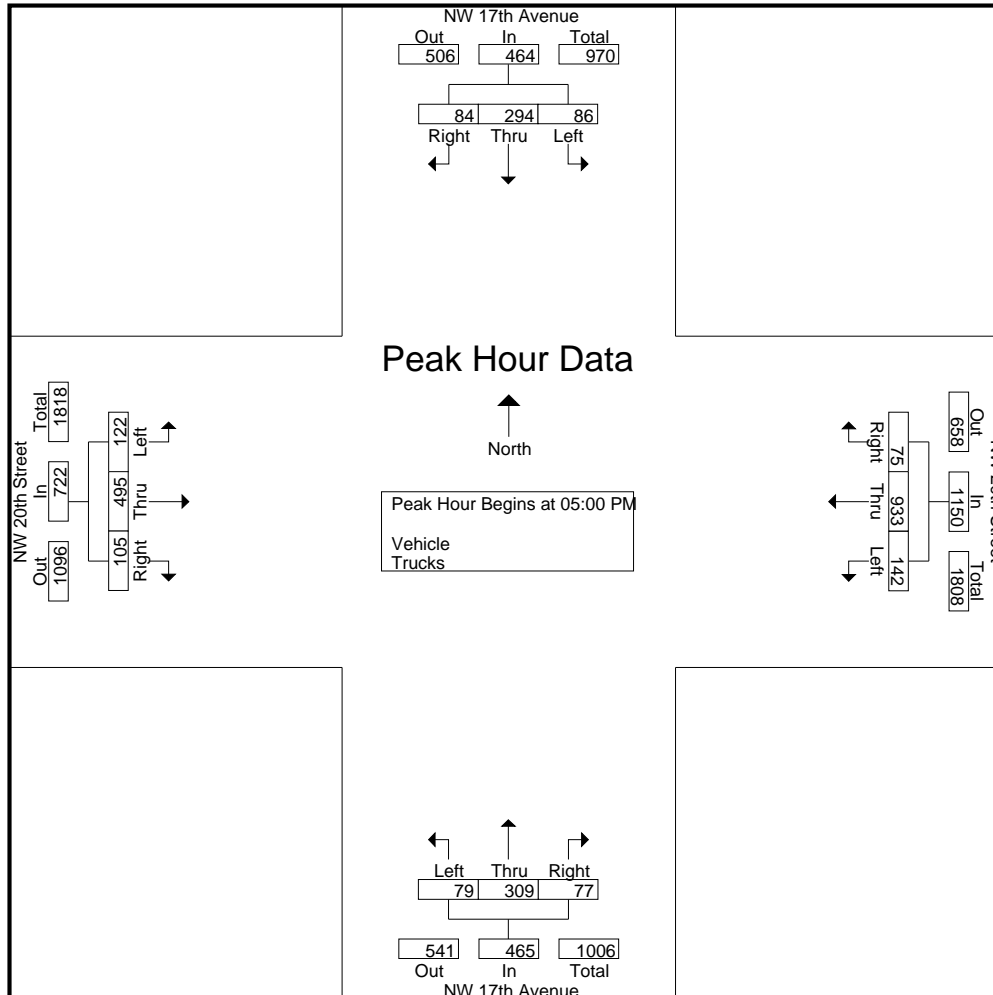 NW 17th Avenue
Out In Total
506 464 970
84 294 86
Right Thru Left
Peak Hour Data
North
Peak Hour Begins at 05:00 PM
Vehicle
Trucks
NW 20th Street
Out In Total
1096 722 1818
Right Thru Left
105 495 122
Out In Total
658 1150 1808
Right Thru Left
75 933 142
Left Thru Right
79 309 77
541 465 1006
Out In Total
NW 17th Avenue